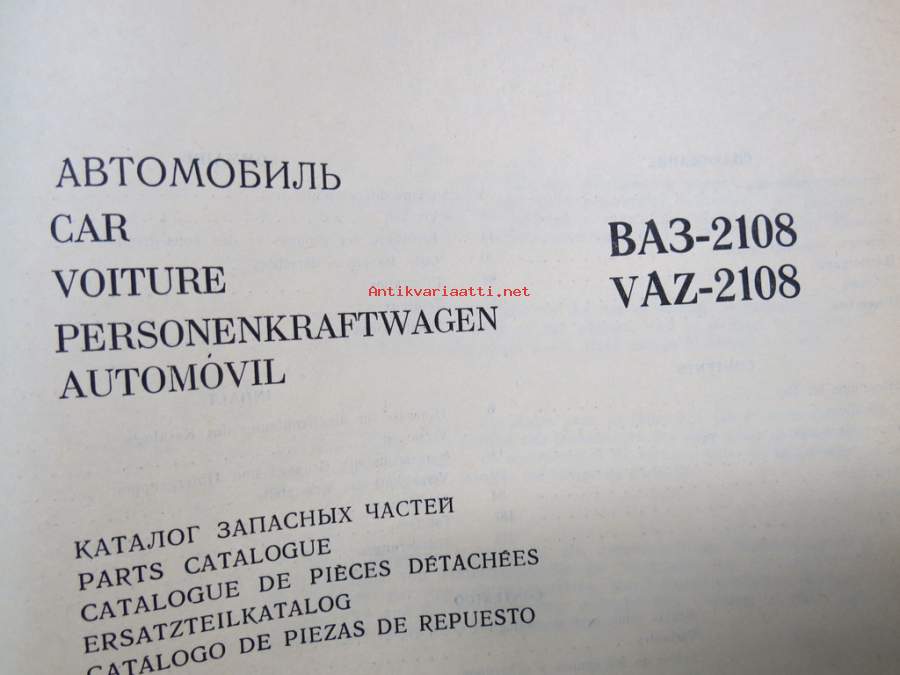 АВТОМОБИЛЬ
CAR
VOITURE
PERSONENKRAFTWAGEN
AUTOMÓVIL
ВАЗ-2108
VAZ-2108
Antikvariaatti.net
КАТАЛОГ ЗАПАСНЫХ ЧАСТЕЙ
PARTS CATALOGUE
CATALOGUE DE PIÈCES DÉTACHÉES
ERSATZTEILKATALOG
CATÁLOGO DE PIEZAS DE REPUESTO